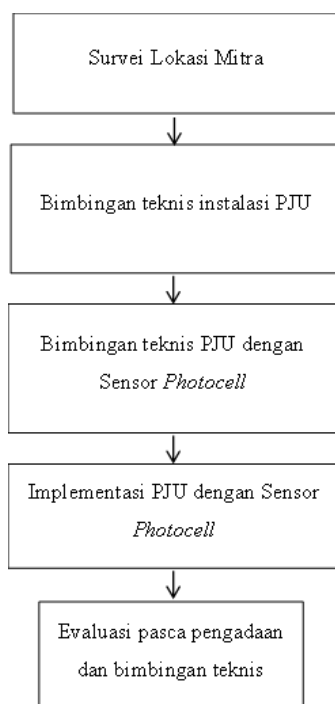 Survei Lokasi Mitra
Bimbingan teknis instalasi PJU
Bimbingan teknis PJU dengan
Sensor Photocell
Implementasi PJU dengan Sensor
Photocell
Evaluasi pasca pengadaan
dan bimbingan teknis